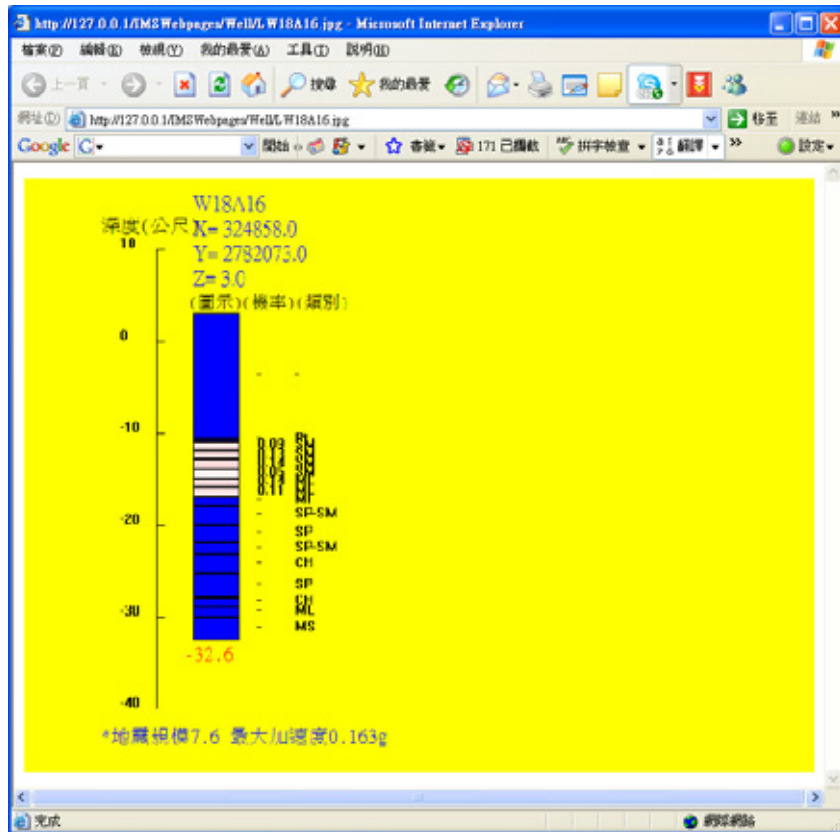 http://127.0.0.1/IMSWebpages/Well/LW18A16.jpg - Microsoft Internet Explorer
檔案(F) 編輯(E) 檢視(V) 我的最愛(A) 工具(T) 說明(H)
上一頁 搜尋 我的最愛
網址(D) http://127.0.0.1/IMSWebpages/Well/LW18A16.jpg 移至 連結 »
Google G 開始 書籤 171 已攔截 拼字檢查 翻譯 » 設定
W18A16
深度(公尺)
X= 324858.0
10
Y= 2782073.0
Z= 3.0
(圖示)(機率)(類別)
0
- -
-10
0.09
0.11
- SP-SM
-20
- SP
- SP-SM
- CH
- SP
CH
ML
-30
- MS
-32.6
-40
*地震規模7.6 最大加速度0.163g
完成 網際網路